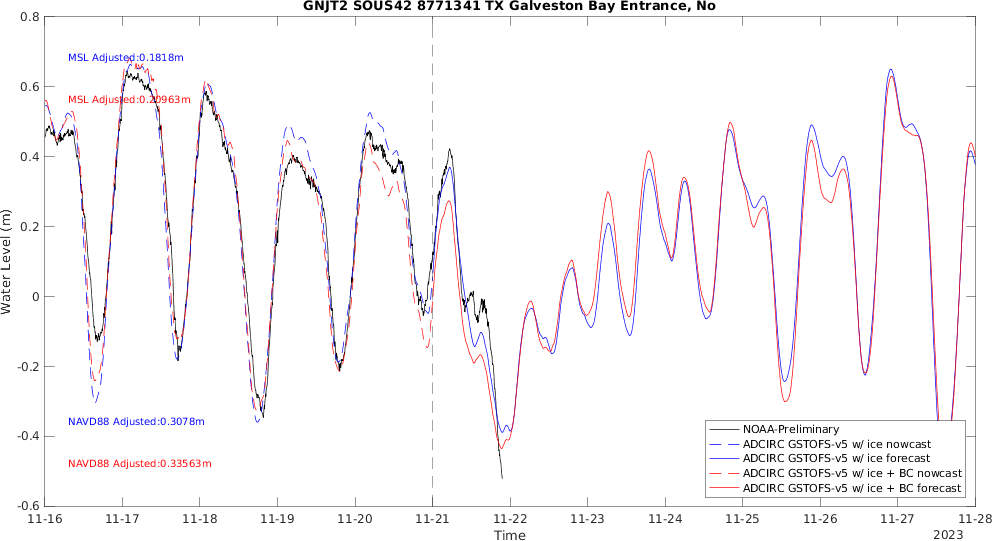 GNJT2 SOUS42 8771341 TX Galveston Bay Entrance, No
Water Level (m)
0.8
0.6
0.4
0.2
0
-0.2
-0.4
-0.6
MSL Adjusted:0.1818m
MSL Adjusted:0.20963m
NAVD88 Adjusted:0.3078m
NAVD88 Adjusted:0.33563m
NOAA-Preliminary
ADCIRC GSTOFS-v5 w/ ice nowcast
ADCIRC GSTOFS-v5 w/ ice forecast
ADCIRC GSTOFS-v5 w/ ice + BC nowcast
ADCIRC GSTOFS-v5 w/ ice + BC forecast
11-16 11-17 11-18 11-19 11-20 11-21 11-22 11-23 11-24 11-25 11-26 11-27 11-28
Time
2023